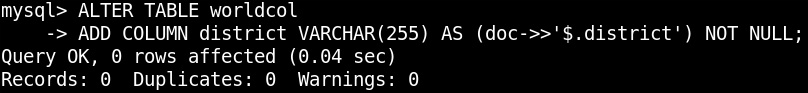 mysql> ALTER TABLE worldcol
    -> ADD COLUMN district VARCHAR(255) AS (doc->>'$.district') NOT NULL;
Query OK, 0 rows affected (0.04 sec)
Records: 0  Duplicates: 0  Warnings: 0